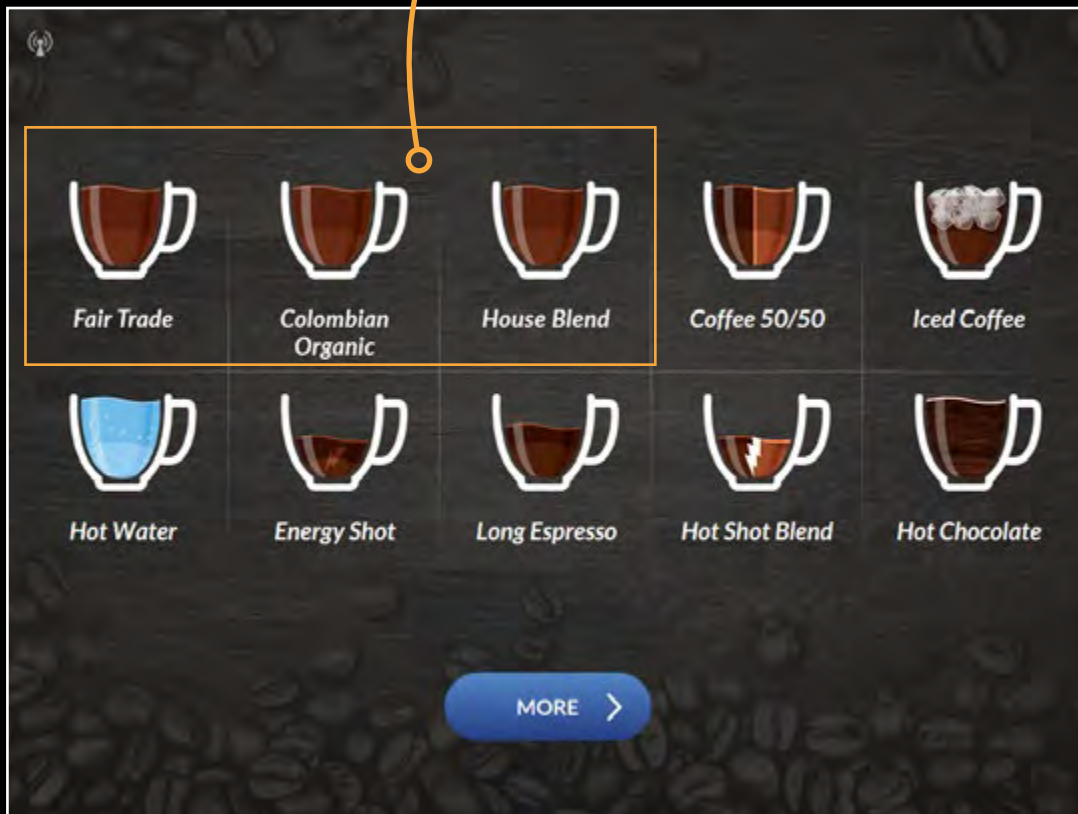 Fair Trade
Colombian
Organic
House Blend
Coffee 50/50
Iced Coffee
Hot Water
Energy Shot
Long Espresso
Hot Shot Blend
Hot Chocolate
MORE